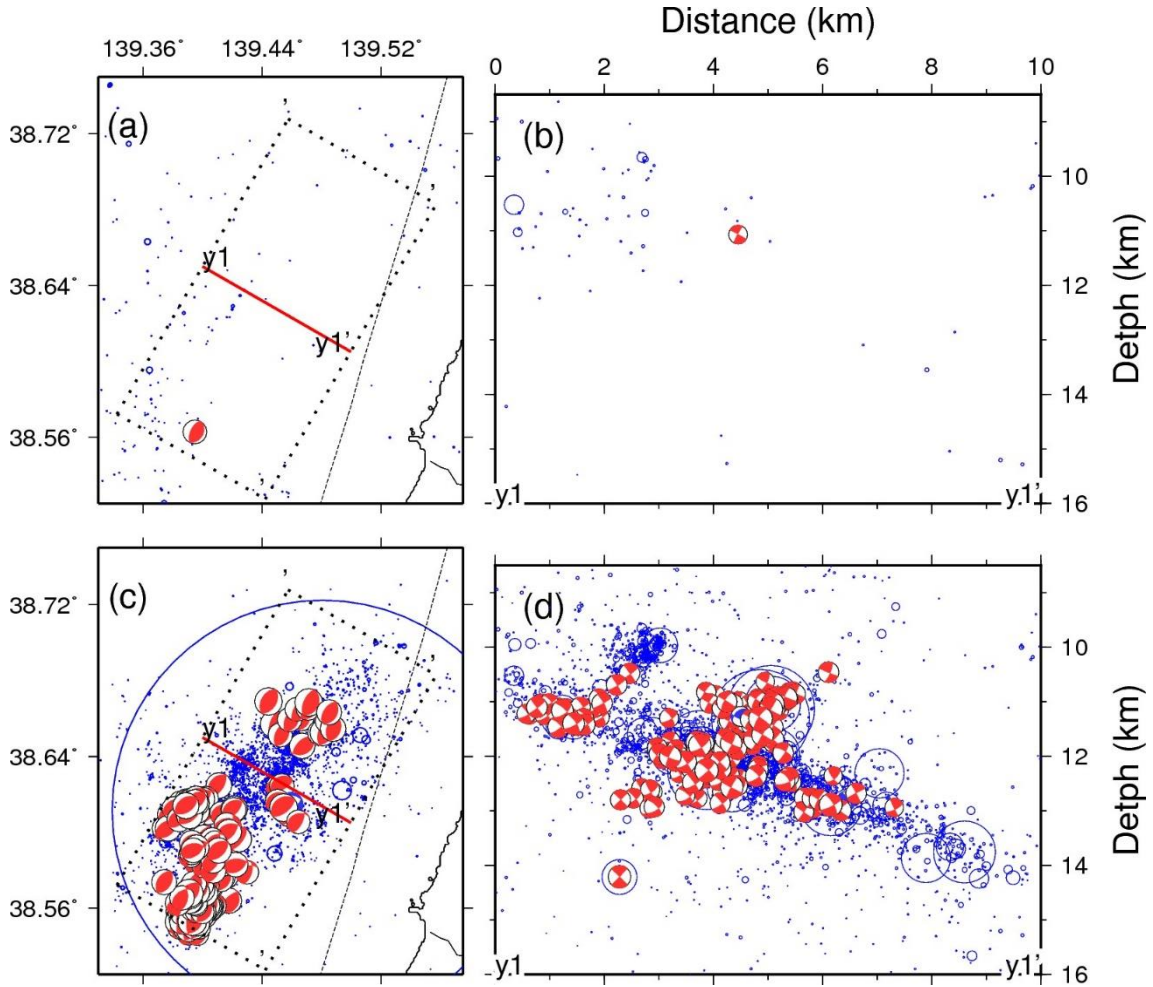 Distance (km)
139.36˚ 139.44˚ 139.52˚
0 2 4 6 8 10
(a)
(b)
38.72˚
38.64˚
38.56˚
y1
y1'
10
12
14
16
Detph (km)
y1
y1'
(c)
(d)
38.72˚
38.64˚
38.56˚
y1
y1
10
12
14
16
Detph (km)
y1
y1'